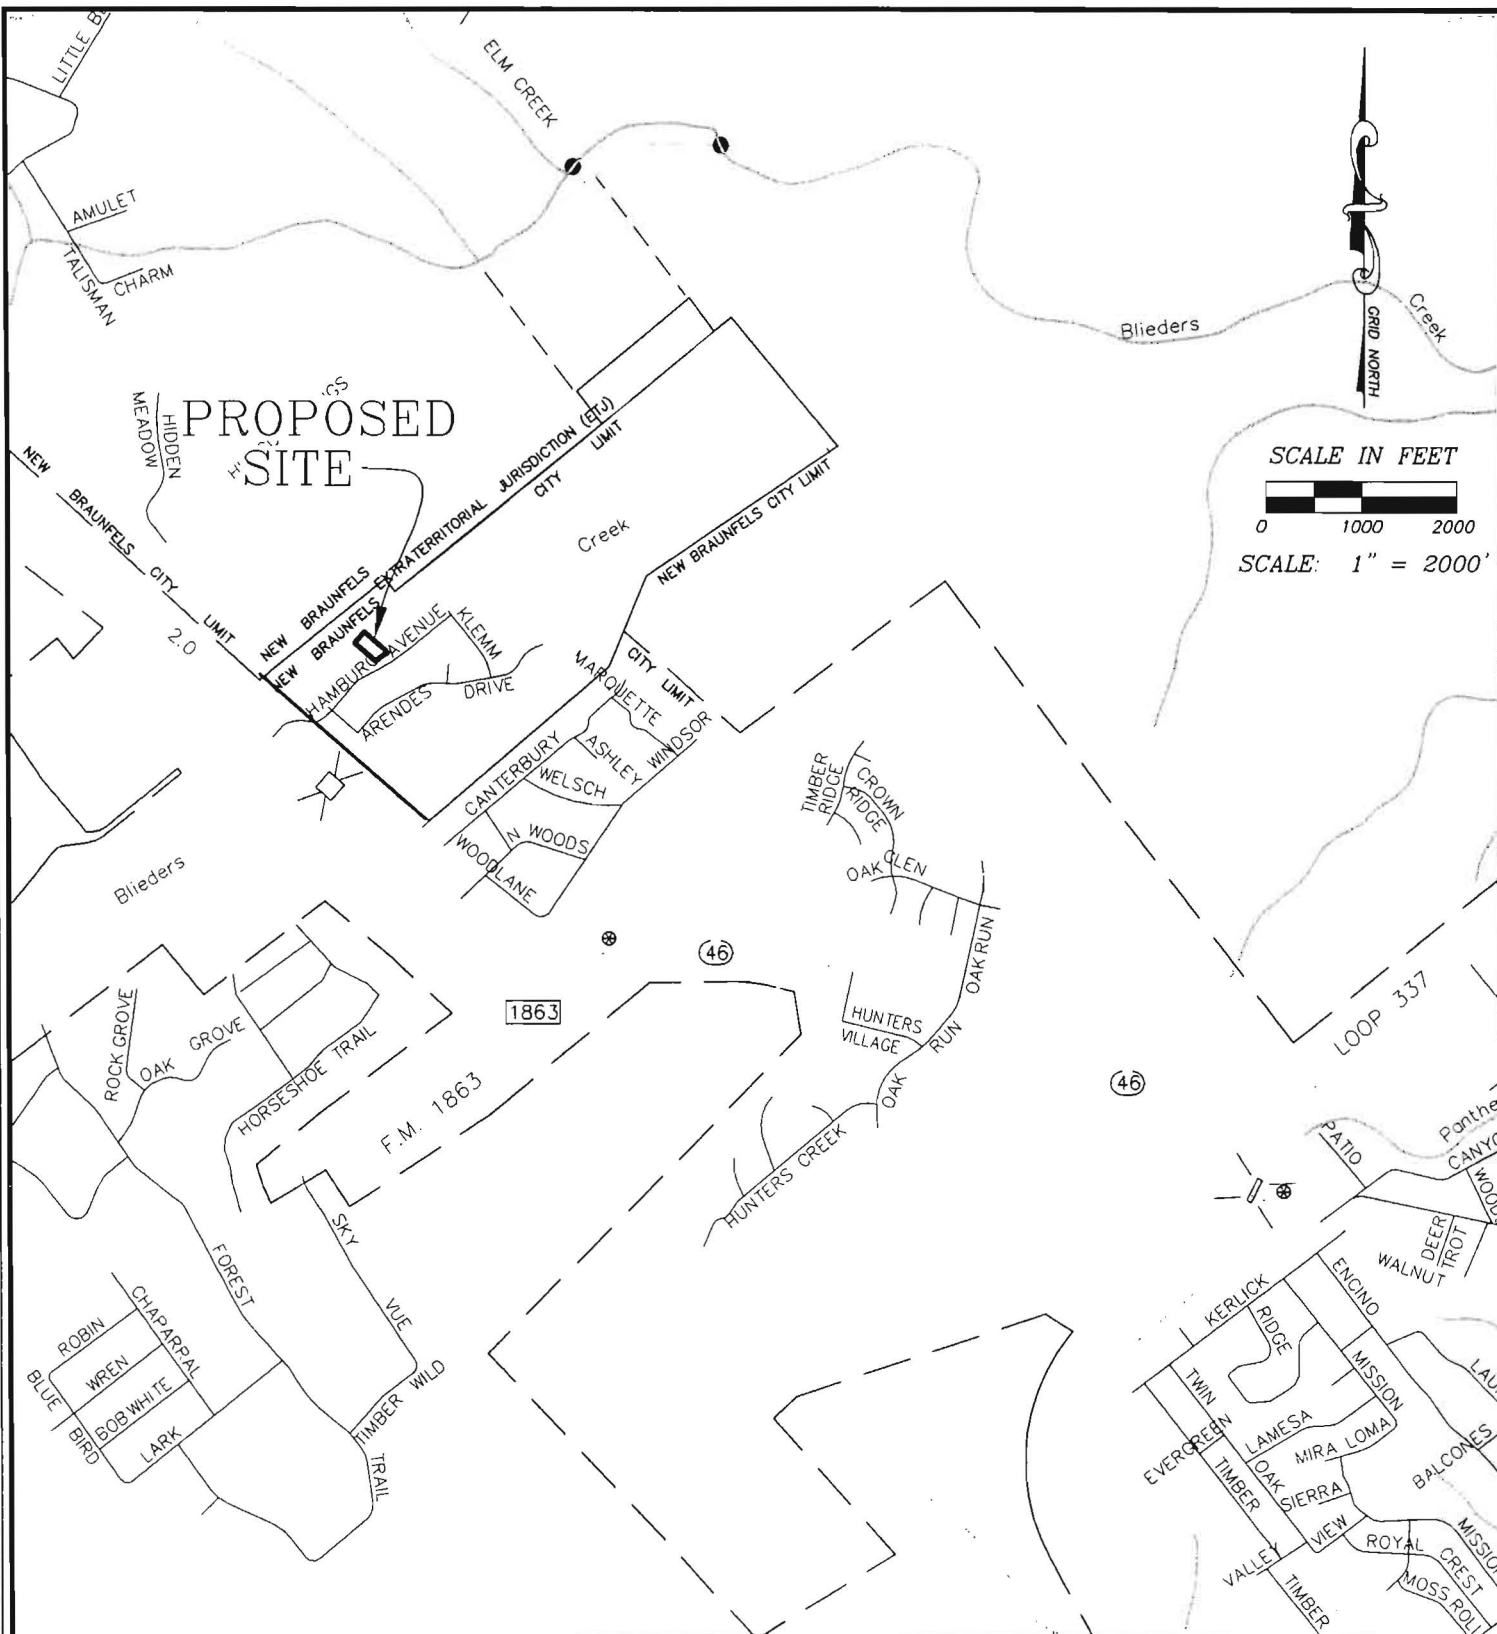 LITTLE
ELM CREEK
AMULET
TALISMAN
CHARM
Blieders
Creek
GRID NORTH
SCALE IN FEET
0 1000 2000
SCALE: 1" = 2000'
HIDDEN
MEADOW
GS
PROPOSED
SITE
NEW BRAUNFELS CITY LIMIT
2.0
NEW BRAUNFELS EXTRATERRITORIAL JURISDICTION (ETJ)
NEW BRAUNFELS CITY LIMIT
Creek
NEW BRAUNFELS CITY LIMIT
CITY LIMIT
HAMBURG AVENUE
KLEMM
ARENDES DRIVE
MARQUETTE
CANTERBURY
ASHLEY
WINDSOR
WELSCH
N WOODS
WOODLANE
TIMBER
RIDGE
CROWN
RIDGE
OAK GLEN
OAK RUN
Blieders
46
1863
HUNTERS
VILLAGE
OAK RUN
HUNTERS CREEK
LOOP 337
46
ROCK GROVE
OAK GROVE
HORSESHOE TRAIL
F.M. 1863
PATIO
Panthe
CANYO
WOOD
DEER
TROT
WALNUT
SKY VUE
FOREST
CHAPARRAL
ROBIN
WREN
BOB WHITE
BLUE
BIRD
LARK
TIMBER WILD
TRAIL
KERLICK
RIDGE
ENCINO
MISSION
LAU
TWIN
OAK
EVERGREEN
LAMESA
MIRA LOMA
SIERRA
BALCONES
TIMBER
VALLEY VIEW
ROYAL
CREST
MISSIO
MOSS ROLL
TIMBER